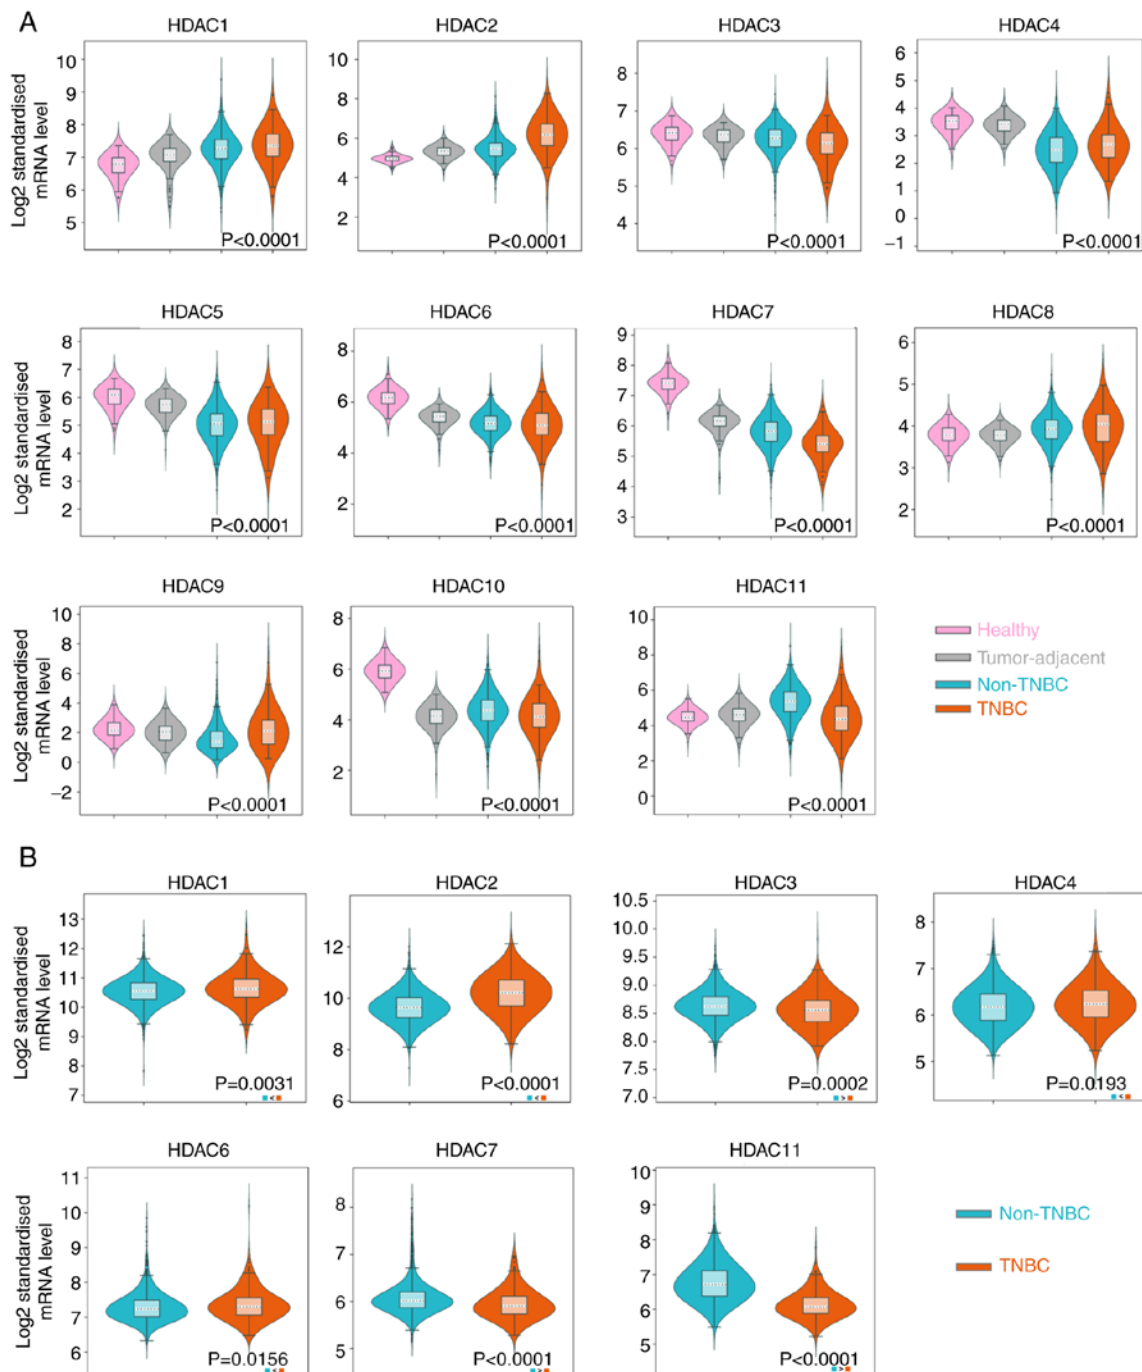 A
HDAC1 HDAC2 HDAC3 HDAC4
Log2 standardised mRNA level
10 9 8 7 6 5
P<0.0001
10 8 6 4 2
P<0.0001
8 7 6 5 4
P<0.0001
6 5 4 3 2 1 0 −1
P<0.0001
HDAC5 HDAC6 HDAC7 HDAC8
Log2 standardised mRNA level
8 7 6 5 4 3 2
P<0.0001
8 6 4 2
P<0.0001
9 8 7 6 5 4 3
P<0.0001
6 5 4 3 2
P<0.0001
HDAC9 HDAC10 HDAC11
Log2 standardised mRNA level
10 8 6 4 2 0 −2
P<0.0001
8 6 4 2
P<0.0001
10 8 6 4 2 0
P<0.0001
Healthy
Tumor-adjacent
Non-TNBC
TNBC
B
HDAC1 HDAC2 HDAC3 HDAC4
Log2 standardised mRNA level
13 12 11 10 9 8 7
P=0.0031
<
12 10 8 6
P<0.0001
<
10.5 10.0 9.5 9.0 8.5 8.0 7.5 7.0
P=0.0002
>
8 7 6 5
P=0.0193
<
HDAC6 HDAC7 HDAC11
Log2 standardised mRNA level
11 10 9 8 7 6
P=0.0156
<
8 7 6 5
P<0.0001
>
10 9 8 7 6 5
P<0.0001
>
Non-TNBC
TNBC